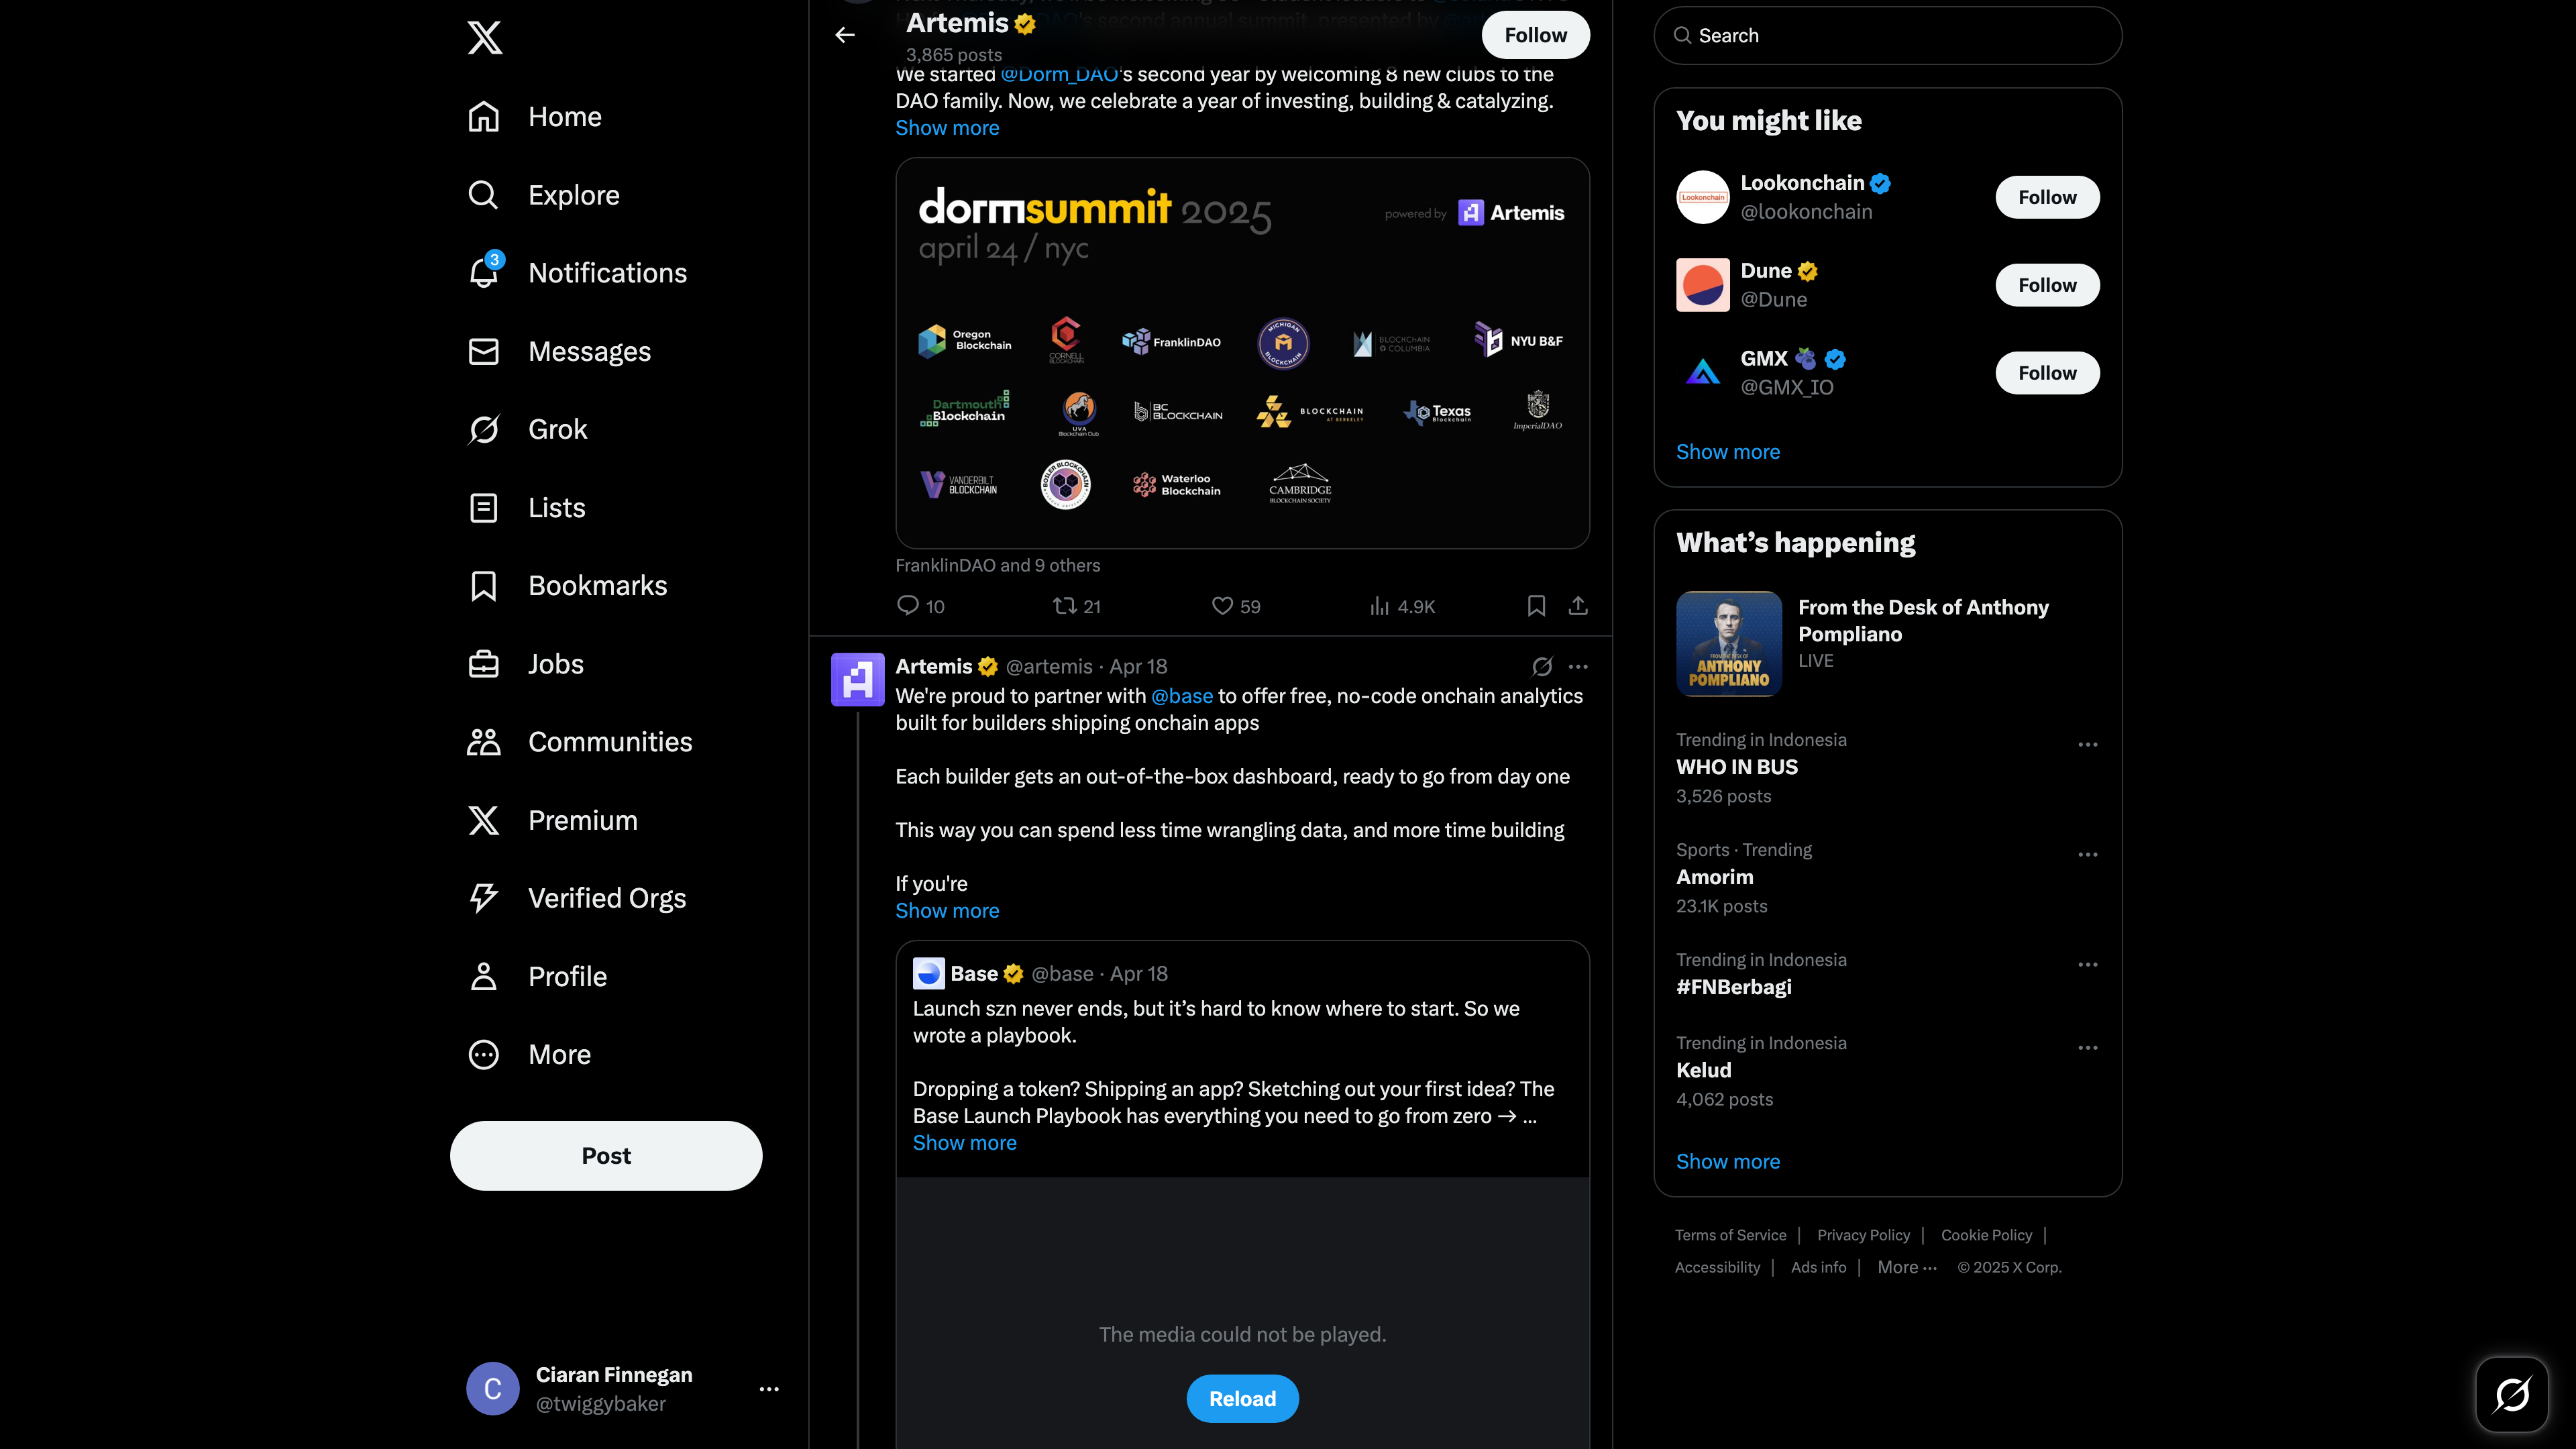 Home
Explore
3
Notifications
Messages
Grok
Lists
Bookmarks
Jobs
Communities
Premium
Verified Orgs
Profile
More
Post
C
Ciaran Finnegan
@twiggybaker
Artemis
3,865 posts
Follow
We started @Dorm_DAO's second year by welcoming 8 new clubs to the
DAO family. Now, we celebrate a year of investing, building & catalyzing.
Show more
dormsummit 2025
april 24 / nyc
powered by Artemis
Oregon
Blockchain
CORNELL
BLOCKCHAIN
FranklinDAO
MICHIGAN
BLOCKCHAIN
BLOCKCHAIN
@ COLUMBIA
NYU B&F
Dartmouth
Blockchain
UVA
Blockchain Club
BC
BLOCKCHAIN
BLOCKCHAIN
AT BERKELEY
Texas
Blockchain
ImperialDAO
VANDERBILT
BLOCKCHAIN
BOILER BLOCKCHAIN
Waterloo
Blockchain
CAMBRIDGE
BLOCKCHAIN SOCIETY
FranklinDAO and 9 others
10 21 59 4.9K
Artemis @artemis · Apr 18
We're proud to partner with @base to offer free, no-code onchain analytics
built for builders shipping onchain apps
Each builder gets an out-of-the-box dashboard, ready to go from day one
This way you can spend less time wrangling data, and more time building
If you're
Show more
Base @base · Apr 18
Launch szn never ends, but it’s hard to know where to start. So we
wrote a playbook.
Dropping a token? Shipping an app? Sketching out your first idea? The
Base Launch Playbook has everything you need to go from zero → ...
Show more
The media could not be played.
Reload
Search
You might like
Lookonchain
Lookonchain
@lookonchain
Follow
Dune
@Dune
Follow
GMX
@GMX_IO
Follow
Show more
What’s happening
FROM THE DESK OF
ANTHONY
POMPLIANO
From the Desk of Anthony
Pompliano
LIVE
Trending in Indonesia
WHO IN BUS
3,526 posts
Sports · Trending
Amorim
23.1K posts
Trending in Indonesia
#FNBerbagi
Trending in Indonesia
Kelud
4,062 posts
Show more
Terms of Service | Privacy Policy | Cookie Policy |
Accessibility | Ads info | More ··· © 2025 X Corp.